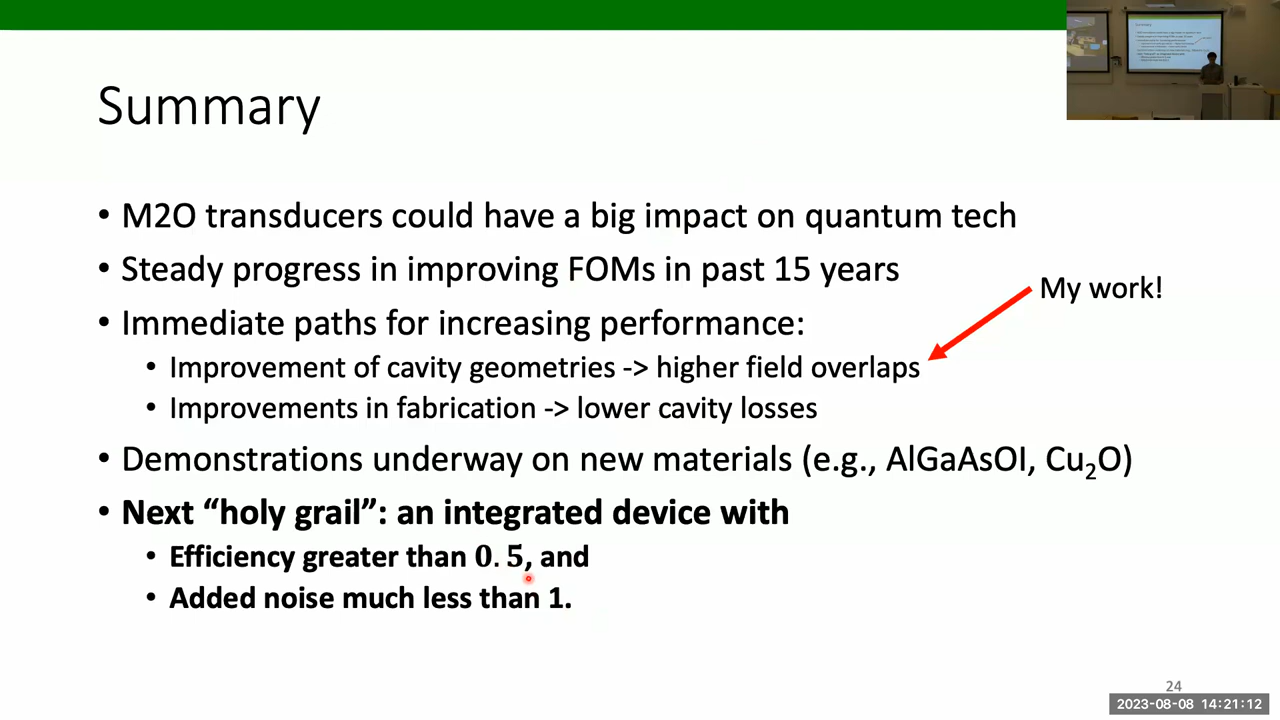 Summary
• M2O transducers could have a big impact on quantum tech
• Steady progress in improving FOMs in past 15 years
My work!
• Immediate paths for increasing performance:
• Improvement of cavity geometries -> higher field overlaps
• Improvements in fabrication -> lower cavity losses
• Demonstrations underway on new materials (e.g., AlGaAsOI, Cu₂O)
• Next “holy grail”: an integrated device with
• Efficiency greater than 0.5, and
• Added noise much less than 1.
24
2023-08-08 14:21:12
Summary